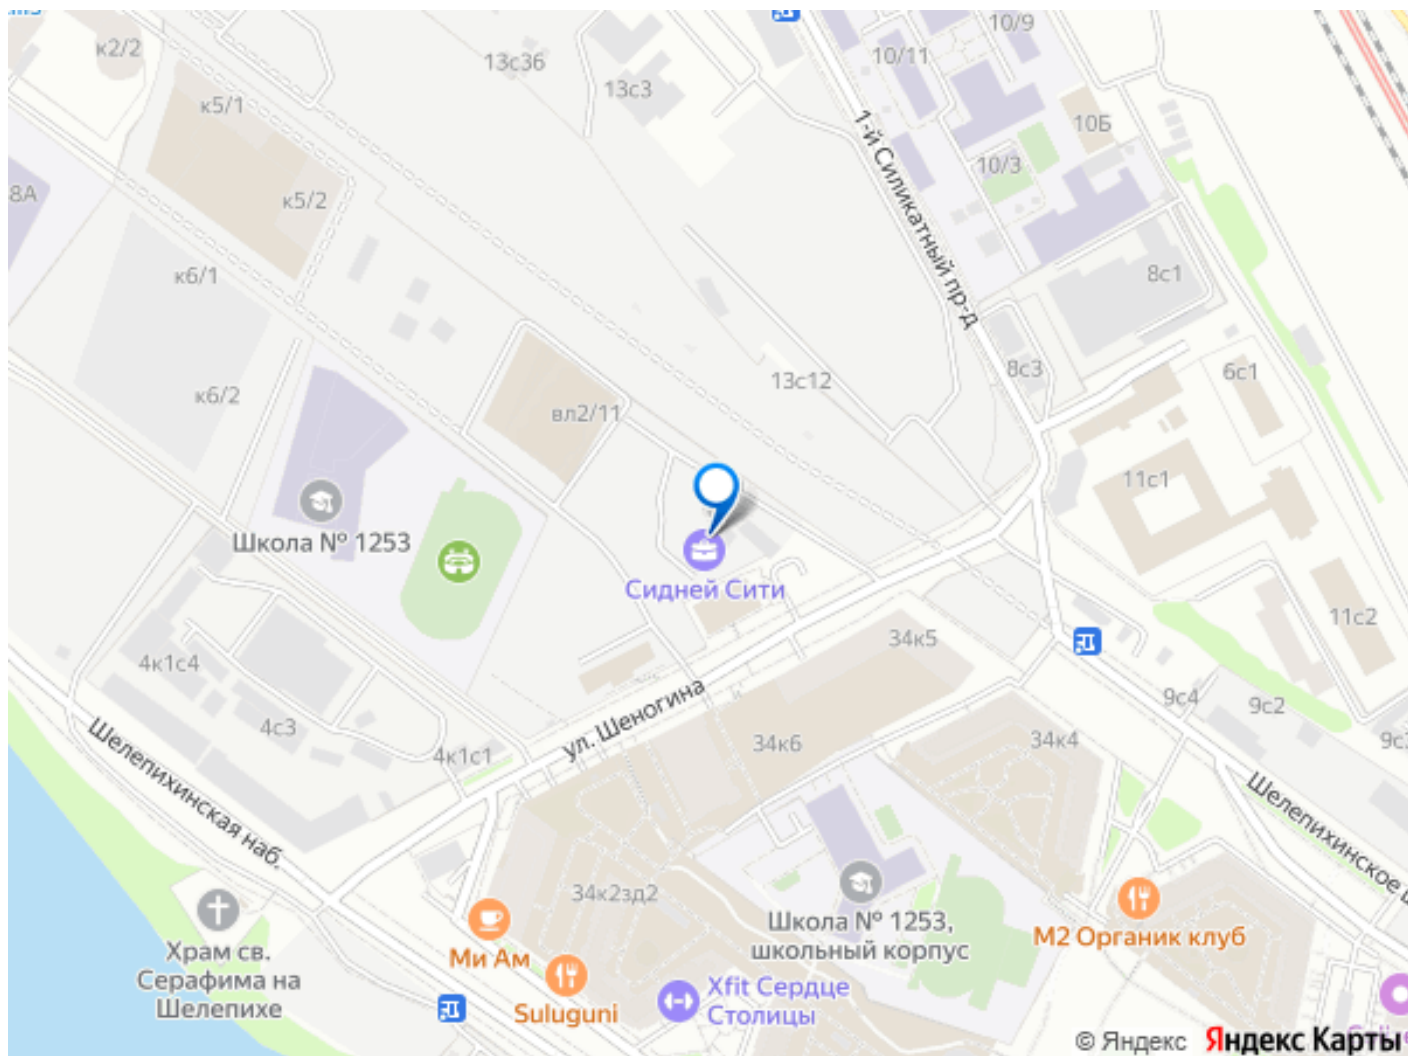 к2/2
13с36
13с3
10/9
10/11
к5/1
10Б
10/3
1-й Силикатный пр-д
8А
к5/2
к6/1
8с1
к6/2
вл2/11
13с12
8с3
6с1
11с1
Школа № 1253
Сидней Сити
11с2
34к5
4к1с4
9с4
9с2
ул. Шеногина
4с3
4к1с1
34к6
34к4
Шелепихинская наб.
Шелепихинское
34к2зд2
Храм св.
Серафима на
Шелепихе
Ми Ам
Suluguni
Школа № 1253,
школьный корпус
М2 Органик клуб
Xfit Сердце
Столицы
© Яндекс Яндекс Карты